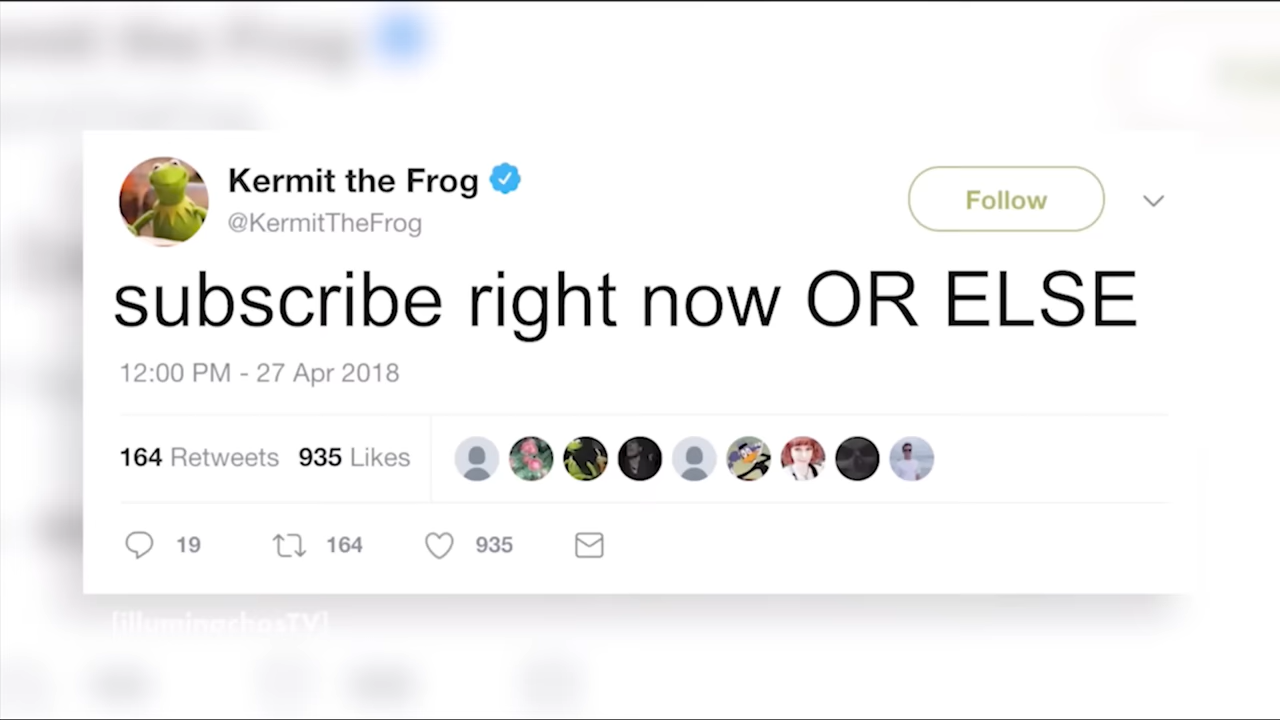 Kermit the Frog
@KermitTheFrog
Follow
subscribe right now OR ELSE
12:00 PM - 27 Apr 2018
164 Retweets 935 Likes
19 164 935